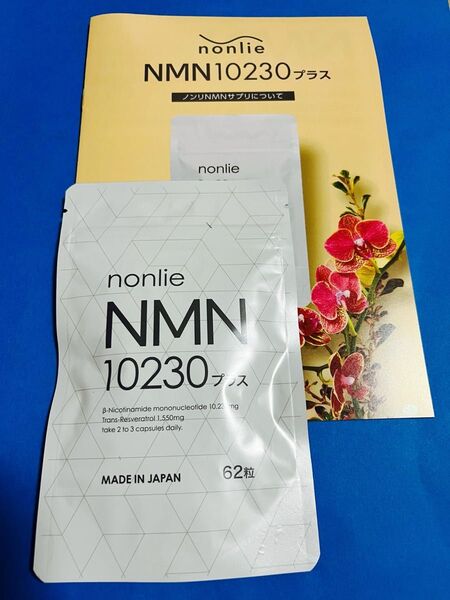 nonlie
NMN10230プラス
ノンリNMNサプリについて
nonlie
nonlie
NMN
10230プラス
β-Nicotinamide mononucleotide 10,230mg
Trans-Resveratrol 1,550mg
take 2 to 3 capsules daily.
MADE IN JAPAN
62粒